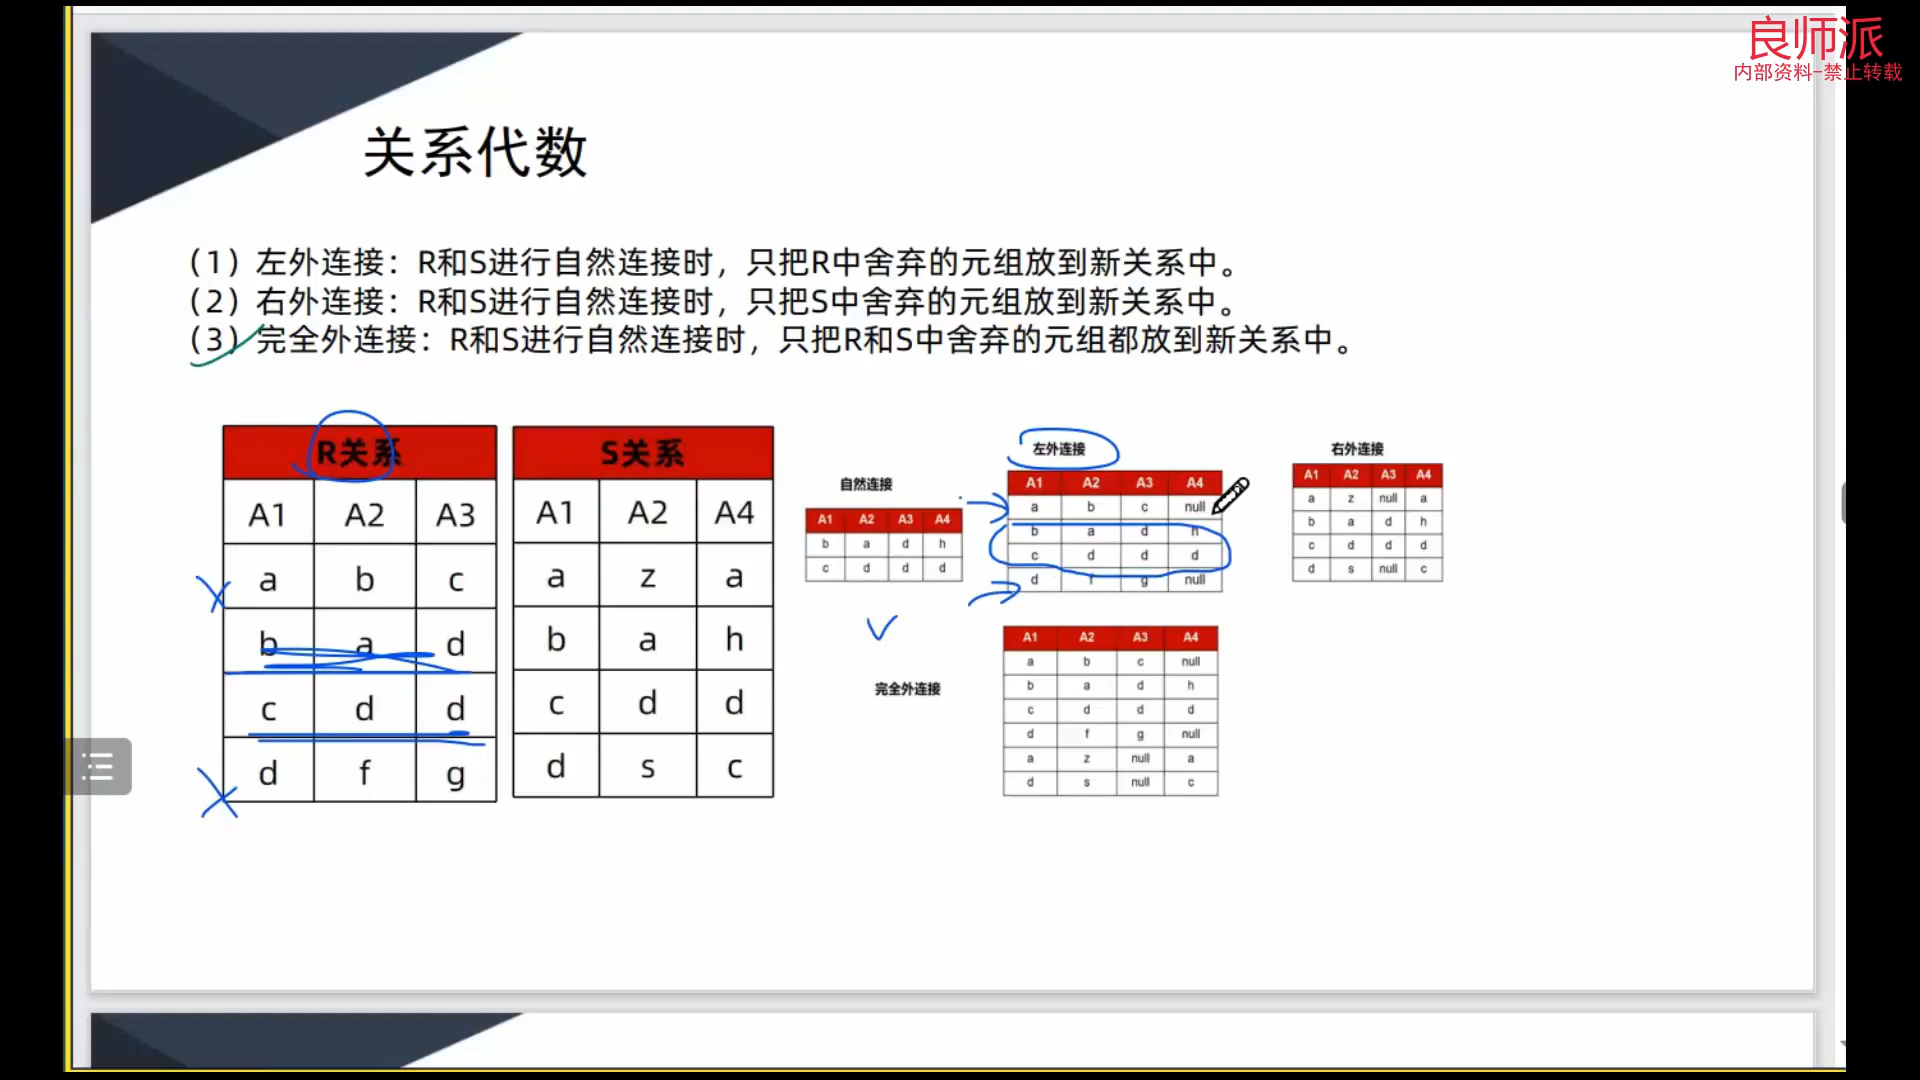 良师派
内部资料-禁止转载
关系代数
（1）左外连接：R和S进行自然连接时，只把R中舍弃的元组放到新关系中。
（2）右外连接：R和S进行自然连接时，只把S中舍弃的元组放到新关系中。
（3）完全外连接：R和S进行自然连接时，只把R和S中舍弃的元组都放到新关系中。
R关系
A1 A2 A3
a b c
b a d
c d d
d f g
S关系
A1 A2 A4
a z a
b a h
c d d
d s c
自然连接
A1 A2 A3 A4
b a d h
c d d d
左外连接
A1 A2 A3 A4
a b c null
b a d h
c d d d
d f g null
右外连接
A1 A2 A3 A4
a z null a
b a d h
c d d d
d s null c
完全外连接
A1 A2 A3 A4
a b c null
b a d h
c d d d
d f g null
a z null a
d s null c